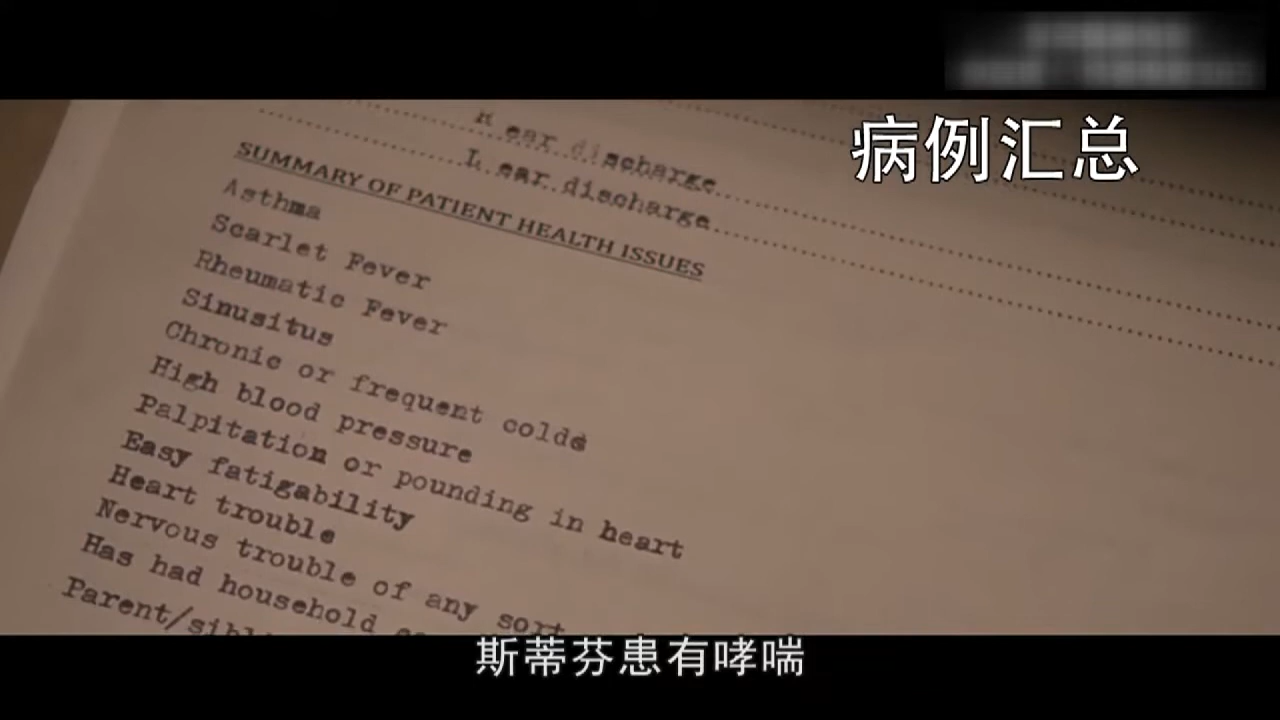 病例汇总
R ear discharge
L ear discharge
SUMMARY OF PATIENT HEALTH ISSUES
Asthma
Scarlet Fever
Rheumatic Fever
Sinusitus
Chronic or frequent colds
High blood pressure
Palpitation or pounding in heart
Easy fatigability
Heart trouble
Nervous trouble of any sort
Has had household
斯蒂芬患有哮喘